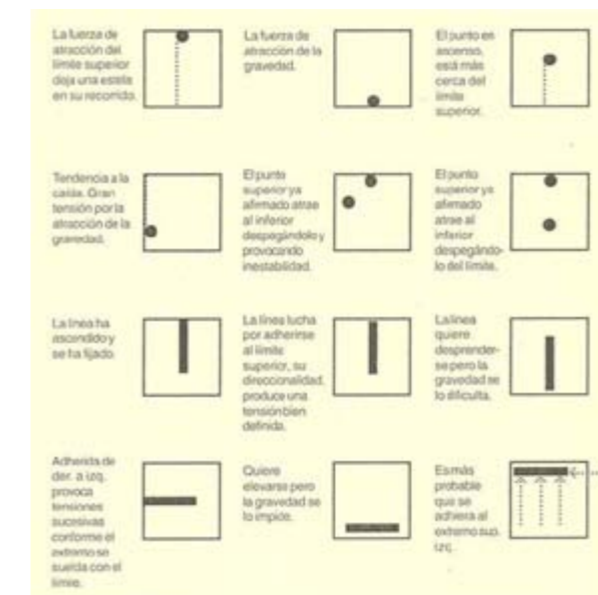 La fuerza de
atracción del
límite superior
deja una estela
en su recorrido.
La fuerza de
atracción de la
gravedad.
El punto en
ascenso,
está más
cerca del
límite
superior.
Tendencia a la
caída. Gran
tensión por la
atracción de la
gravedad.
El punto
superior ya
afirmado atrae
al inferior
despegándolo y
provocando
inestabilidad.
El punto
superior ya
afirmado
atrae al
inferior
despegándo-
lo del límite.
La línea ha
ascendido y
se ha fijado.
La línea lucha
por adherirse
al límite
superior, su
direccionalidad
produce una
tensión bien
definida.
La línea
quiere
desprender-
se pero la
gravedad se
lo dificulta.
Adherida de
der. a izq.
provoca
tensiones
sucesivas
conforme el
extremo se
suelda con el
límite.
Quiere
elevarse pero
la gravedad se
lo impide.
Es más
probable
que se
adhiera al
extremo sup.
izq.